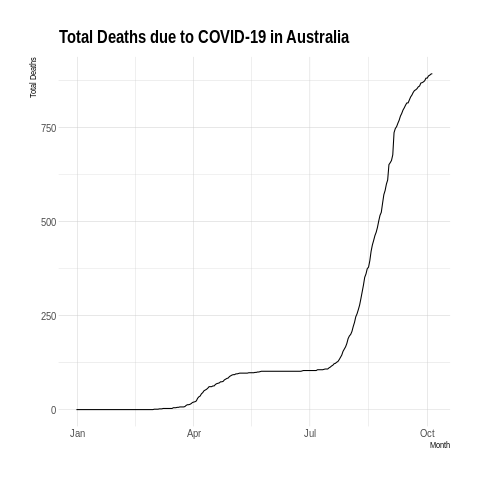 Total Deaths due to COVID-19 in Australia
Total Deaths
750
500
250
0
Jan Apr Jul Oct
Month